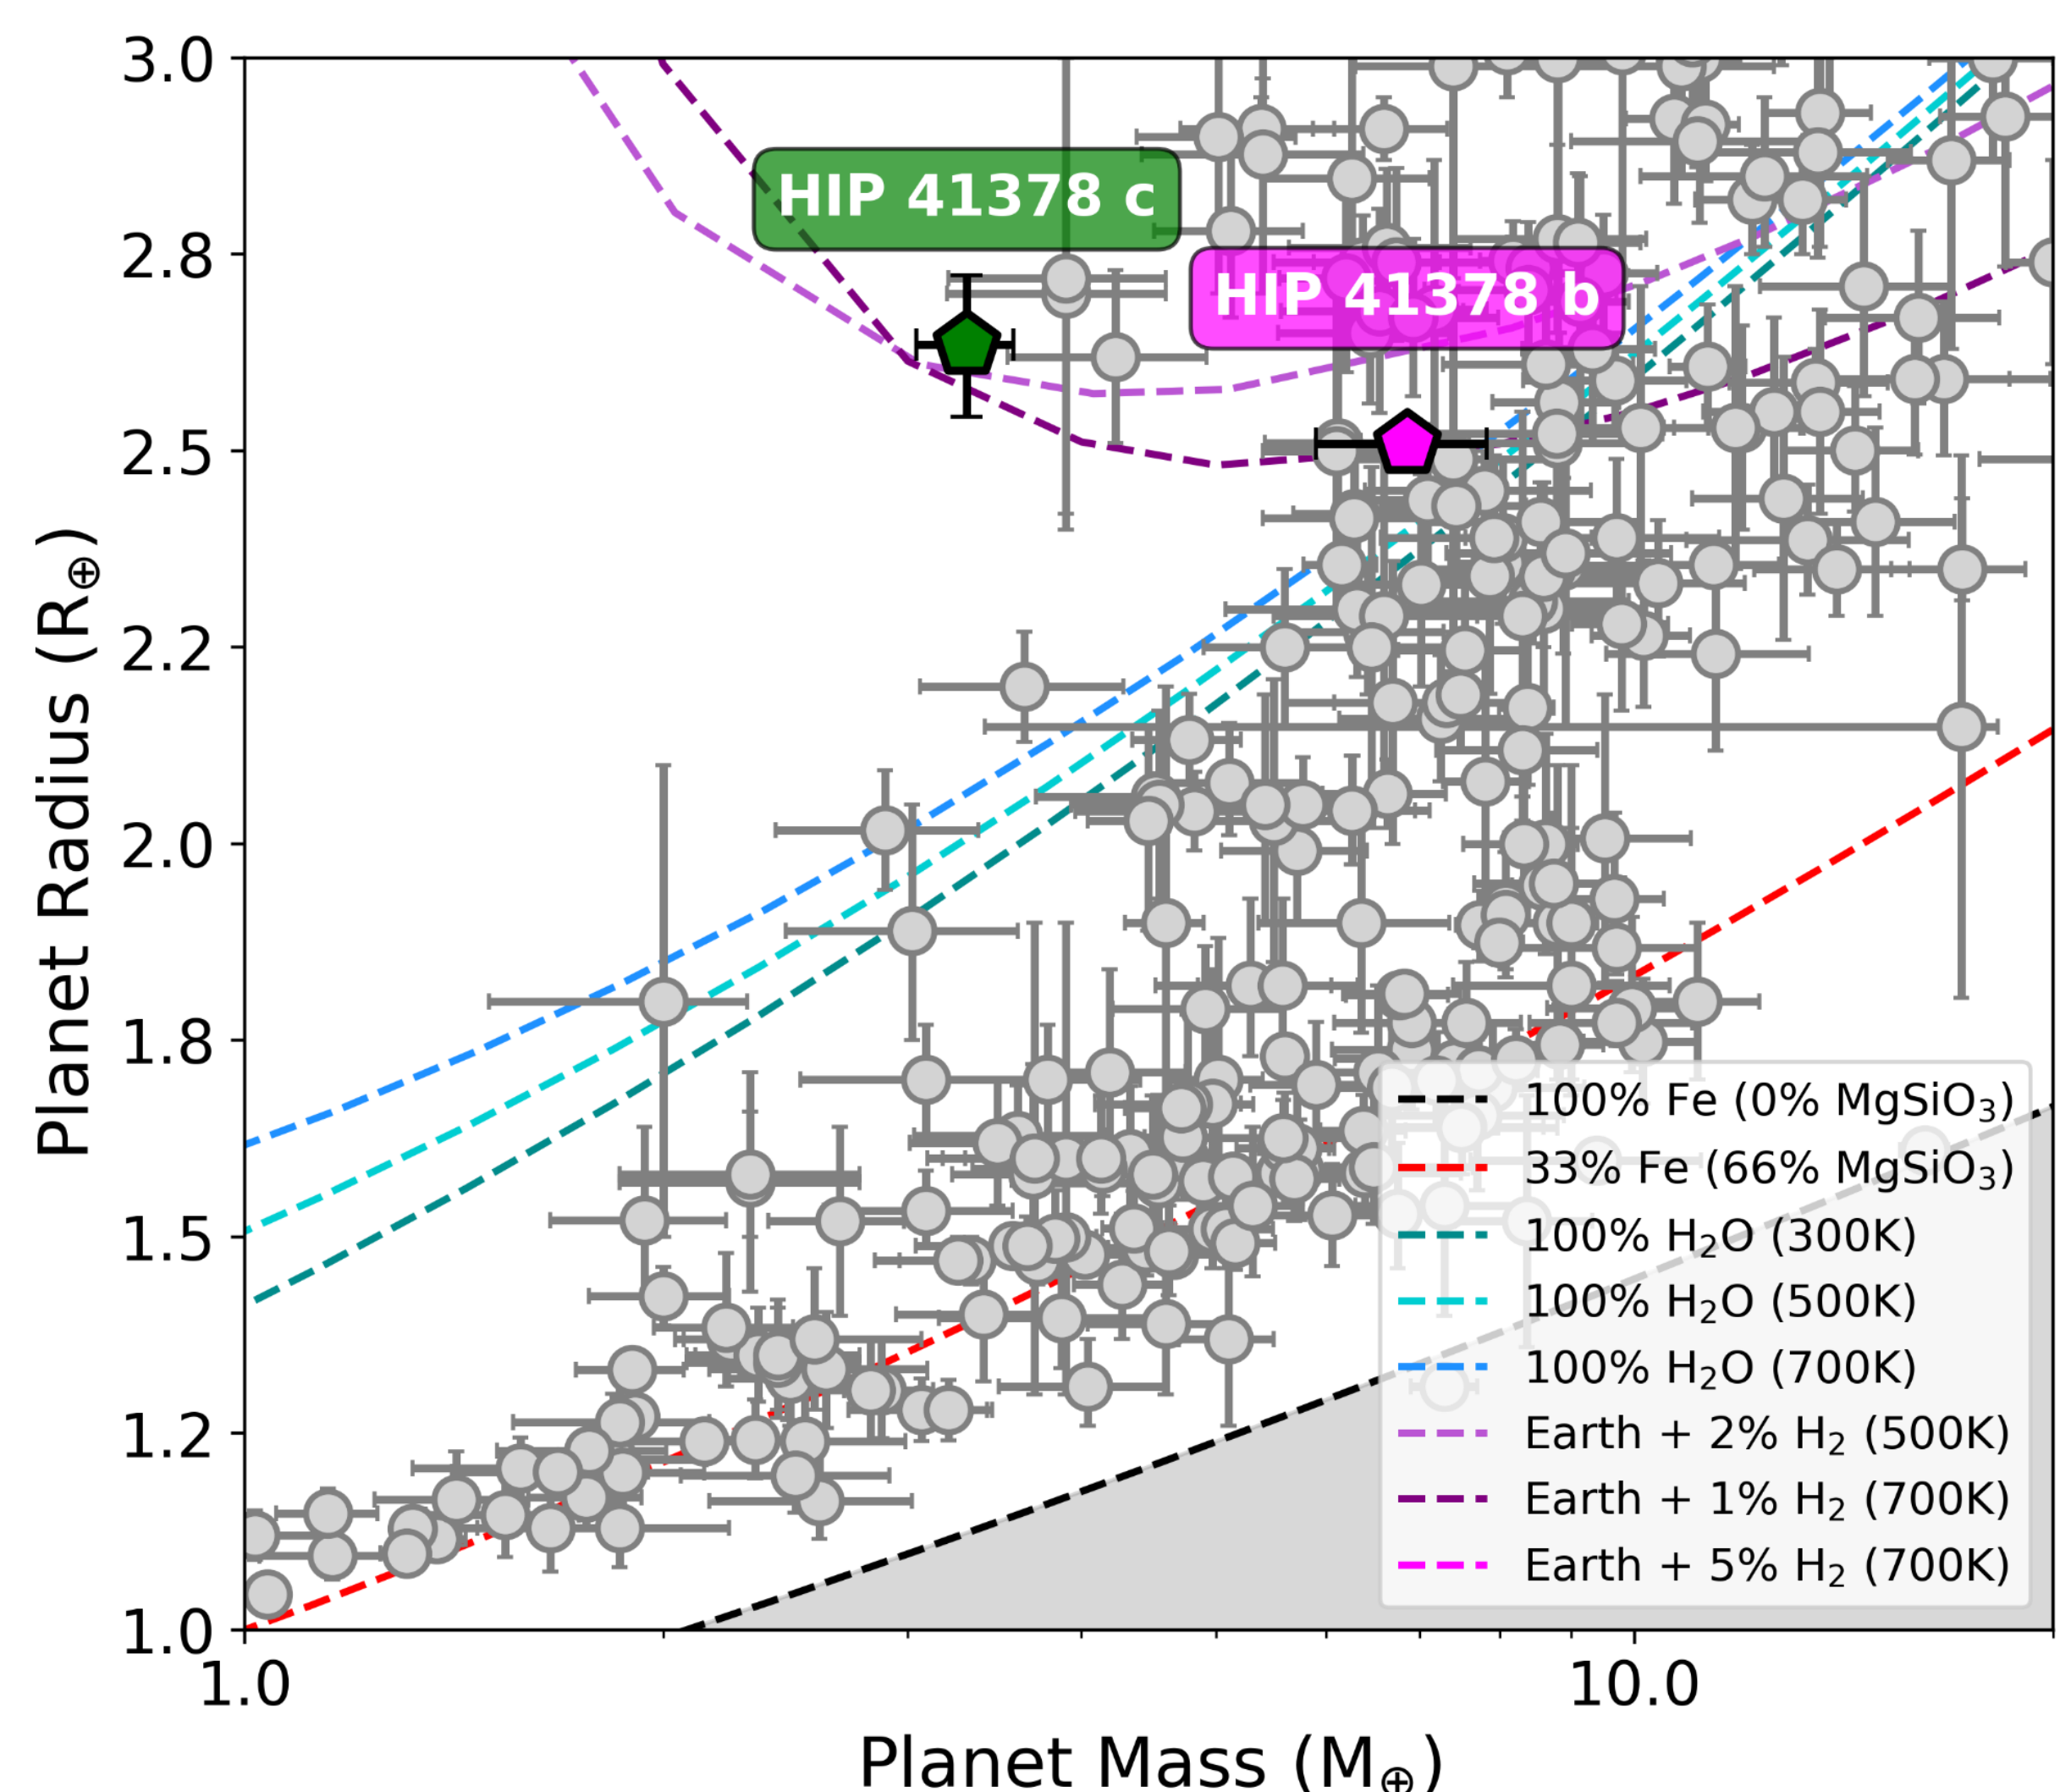 3.0
2.8
2.5
2.2
2.0
1.8
1.5
1.2
1.0
Planet Radius (R⊕)
HIP 41378 c
HIP 41378 b
100% Fe (0% MgSiO₃)
33% Fe (66% MgSiO₃)
100% H₂O (300K)
100% H₂O (500K)
100% H₂O (700K)
Earth + 2% H₂ (500K)
Earth + 1% H₂ (700K)
Earth + 5% H₂ (700K)
1.0
10.0
Planet Mass (M⊕)